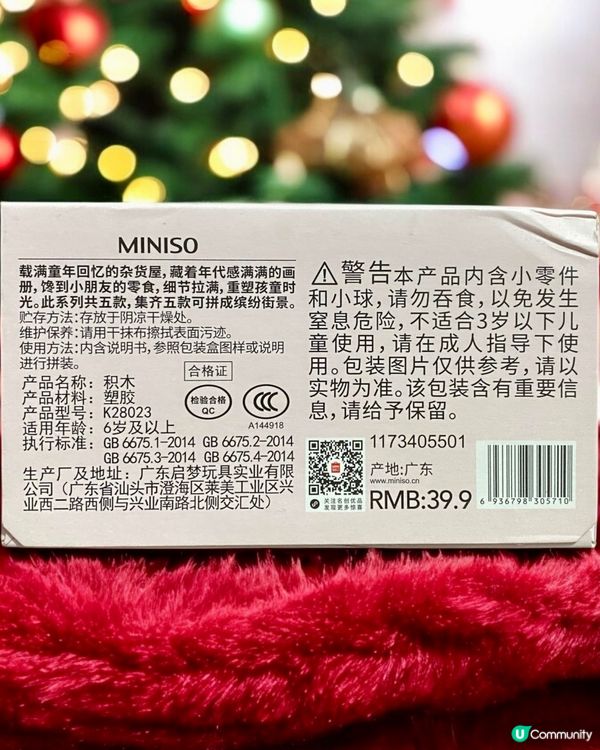 MINISO
载满童年回忆的杂货屋,藏着年代感满满的画
册,馋到小朋友的零食,细节拉满,重塑孩童时
光。此系列共五款,集齐五款可拼成缤纷街景。
贮存方法:存放于阴凉干燥处。
维护保养:请用干抹布擦拭表面污迹。
使用方法:内含说明书,参照包装盒图样或说明
进行拼装。
产品名称: 积木
产品材料: 塑胶
产品型号: K28023
适用年龄: 6岁及以上
执行标准: GB 6675.1-2014 GB 6675.2-2014
GB 6675.3-2014 GB 6675.4-2014
生产厂及地址: 广东启梦玩具实业有限
公司(广东省汕头市澄海区莱美工业区兴
业西二路西侧与兴业南路北侧交汇处)
合格证
检验合格
QC
CCC
A144918
⚠警告本产品内含小零件
和小球,请勿吞食,以免发生
窒息危险,不适合3岁以下儿
童使用,请在成人指导下使
用。包装图片仅供参考,请以
实物为准。该包装含有重要信
息,请给予保留。
关注名创优品
发现更多惊喜
1173405501
产地:广东
www.miniso.cn
RMB:39.9
6 936798 305710
U Community